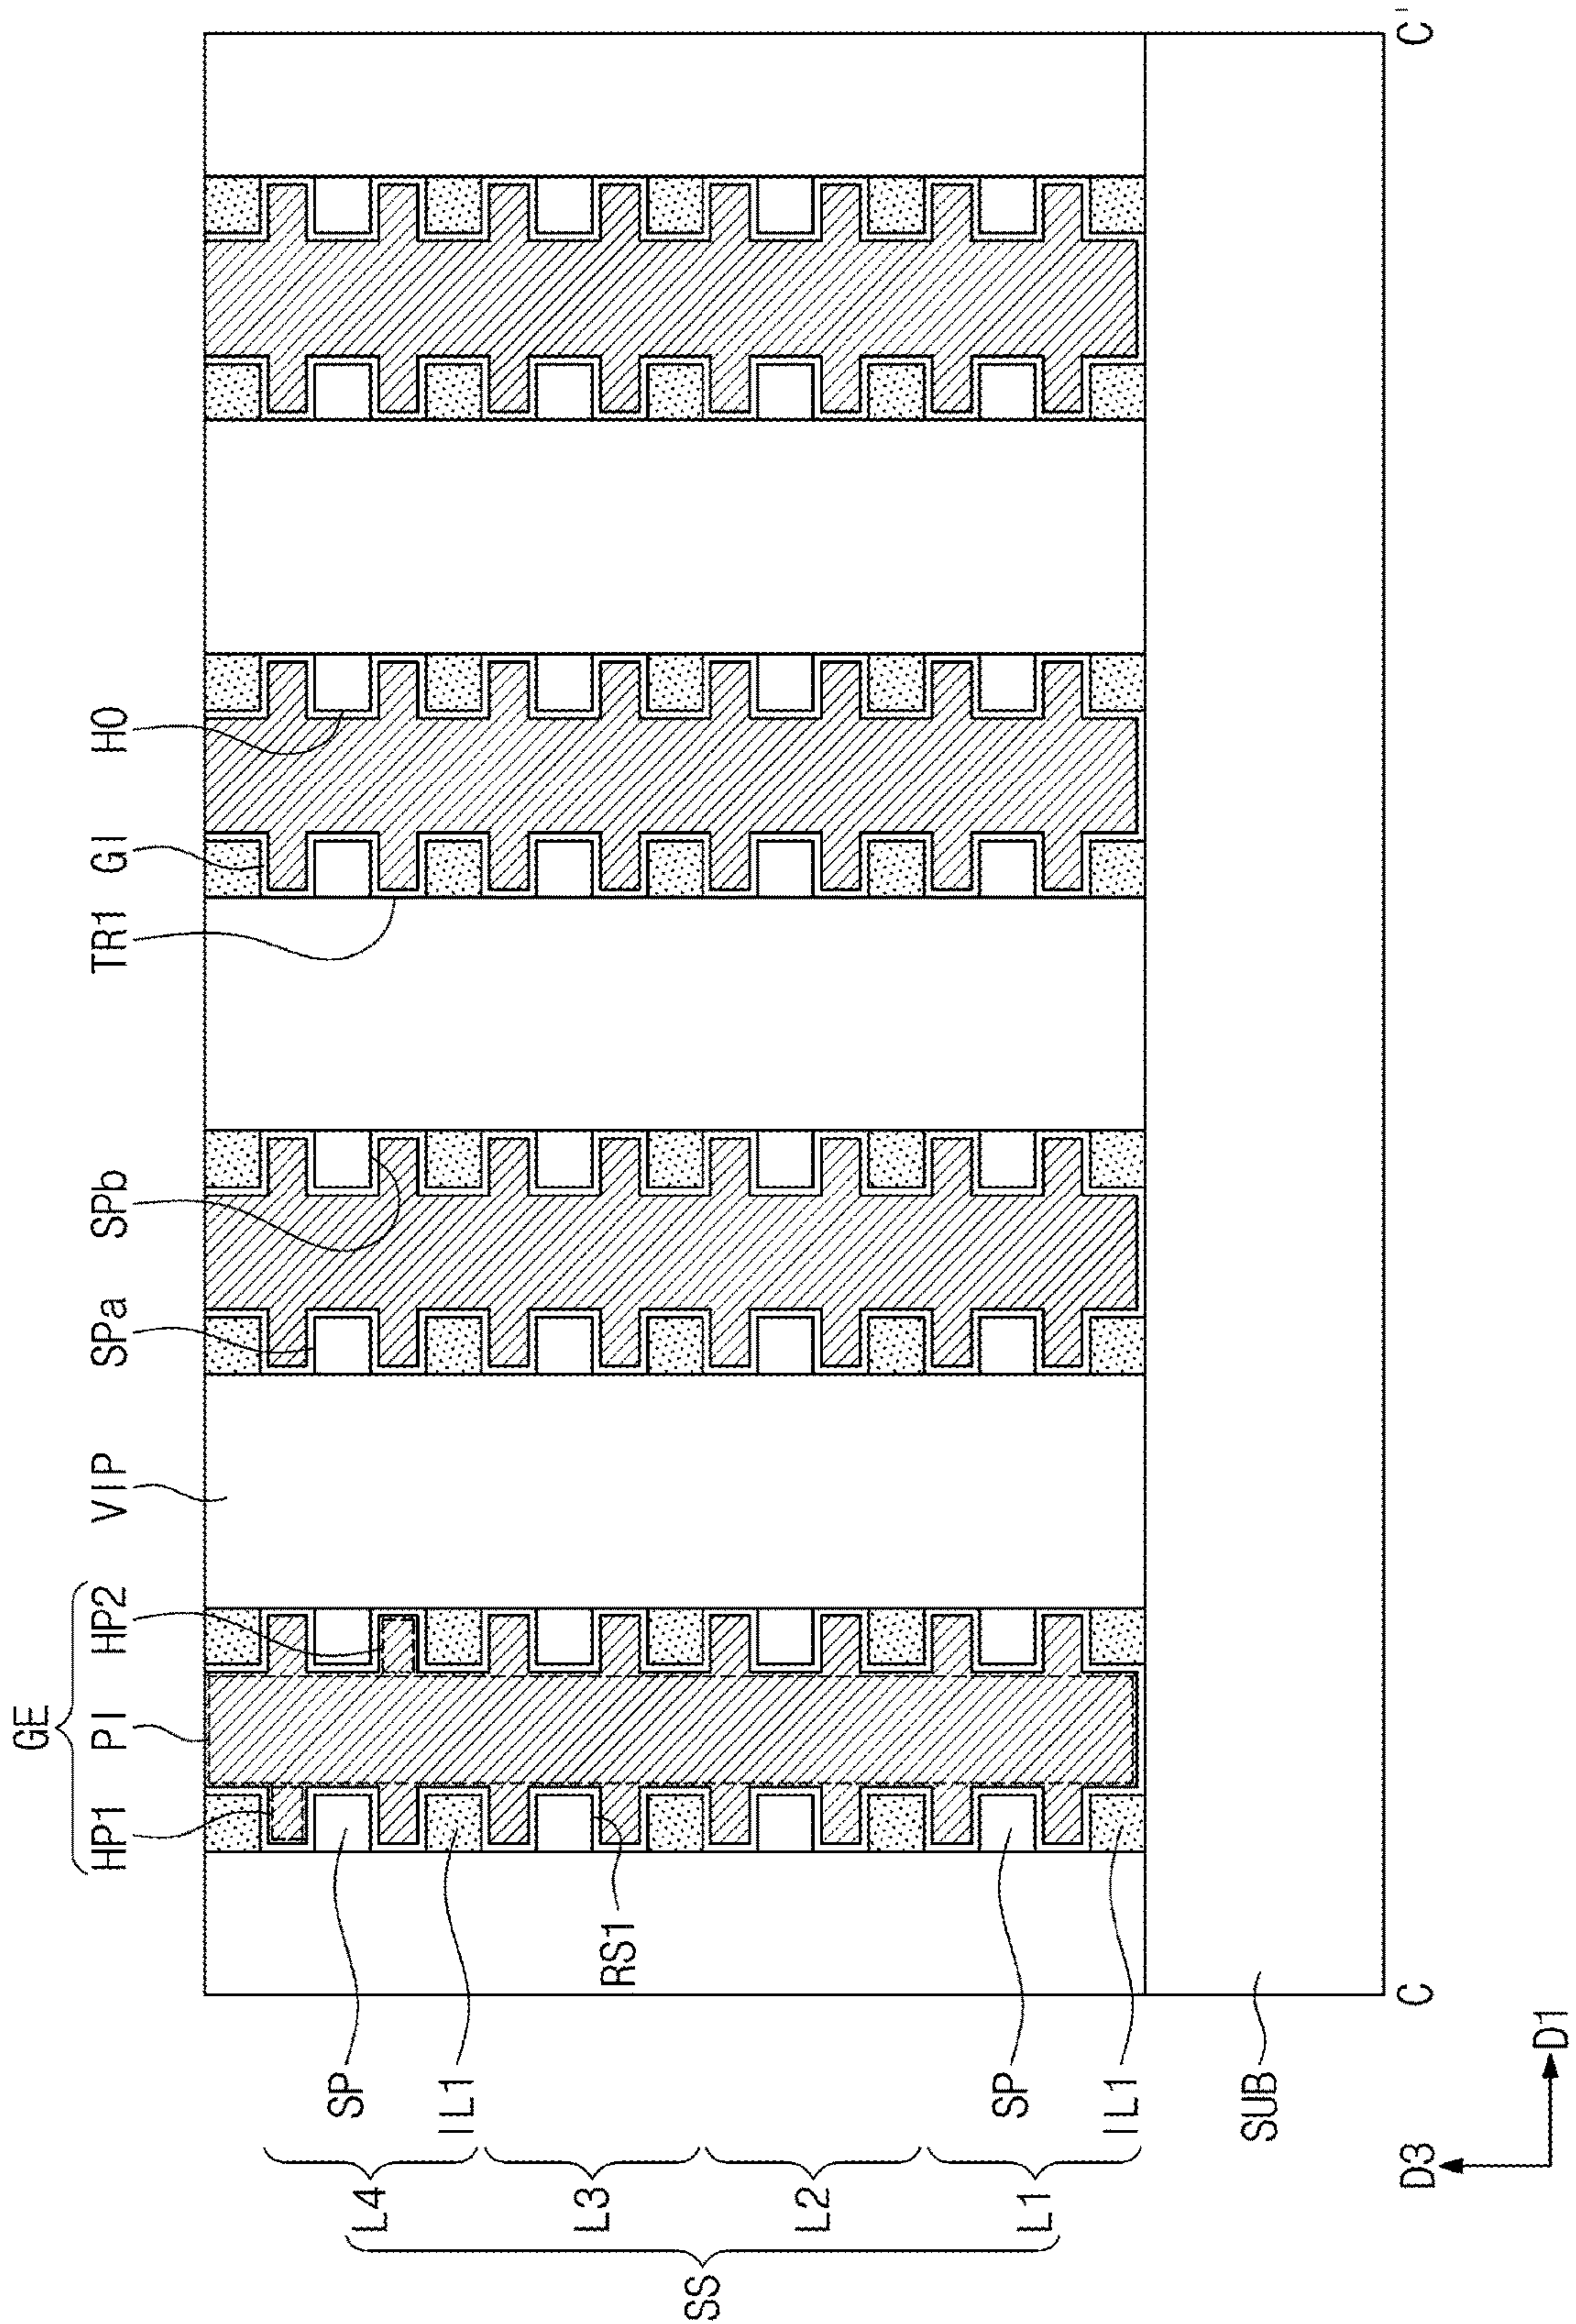 GE
HP1 PI HP2 VIP SPa SPb TR1 GI HO
SP
L4
IL1
L3
RS1
SS
L2
SP
L1
IL1
SUB
D3
C C'
D1